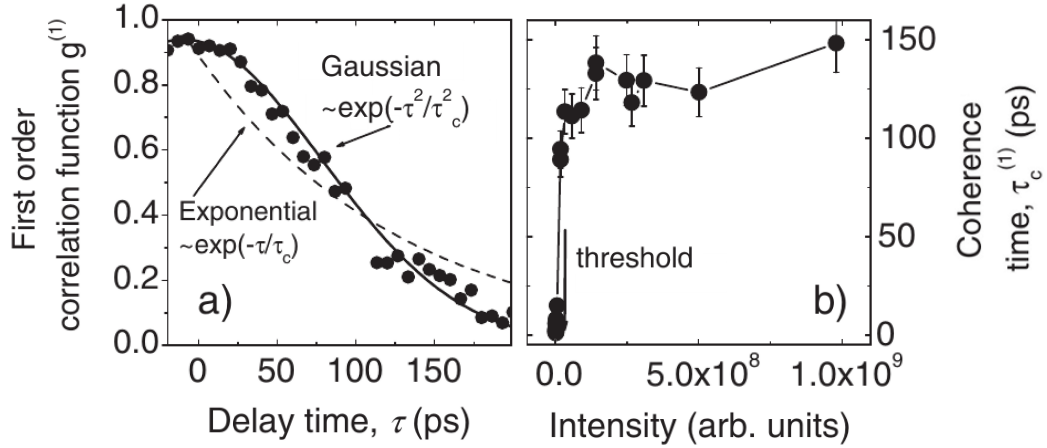 First order
correlation function g⁽¹⁾
1.0
0.8
0.6
0.4
0.2
0.0
Gaussian
~exp(-τ²/τ²c)
Exponential
~exp(-τ/τc)
a)
0
50
100
150
Delay time, τ (ps)
threshold
b)
0.0
5.0x10⁸
1.0x10⁹
Intensity (arb. units)
150
100
50
0
Coherence
time, τc⁽¹⁾ (ps)